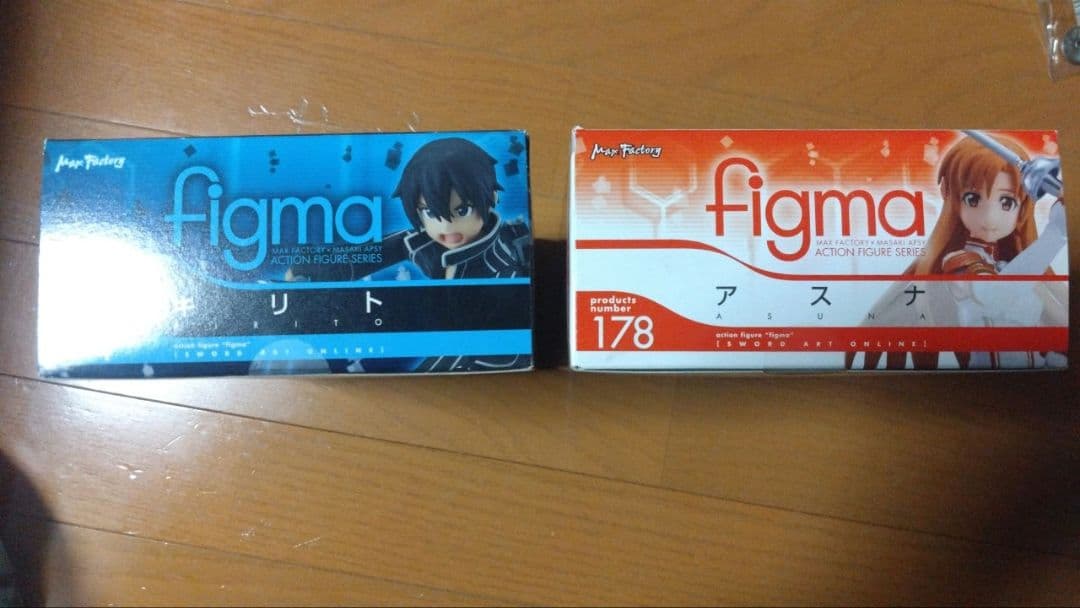 Max Factory
figma
MAX FACTORY × MASAKI APSY
ACTION FIGURE SERIES
キリト
KIRITO
action figure "figma"
[SWORD ART ONLINE]
Max Factory
figma
MAX FACTORY × MASAKI APSY
ACTION FIGURE SERIES
products
number
178
アスナ
ASUNA
action figure "figma"
[SWORD ART ONLINE]